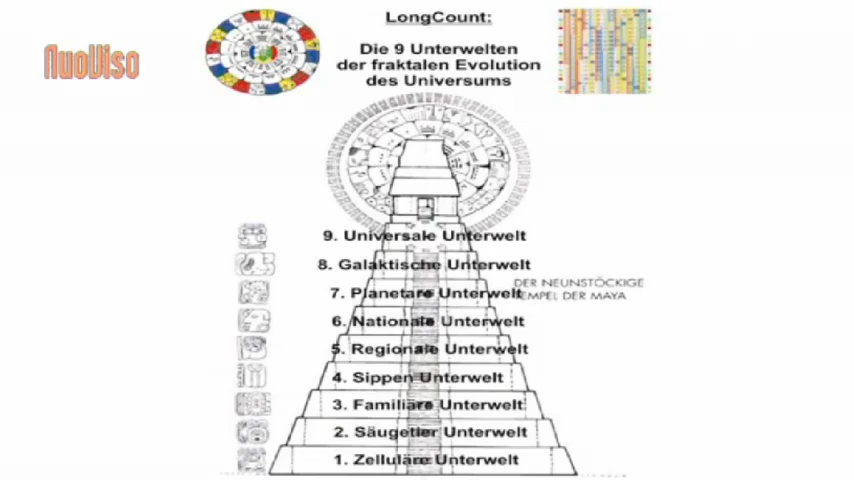 NuoViso
LongCount:
Die 9 Unterwelten
der fraktalen Evolution
des Universums
9. Universale Unterwelt
8. Galaktische Unterwelt
7. Planetare Unterwelt
DER NEUNSTÖCKIGE
TEMPEL DER MAYA
6. Nationale Unterwelt
5. Regionale Unterwelt
4. Sippen Unterwelt
3. Familiäre Unterwelt
2. Säugetier Unterwelt
1. Zelluläre Unterwelt